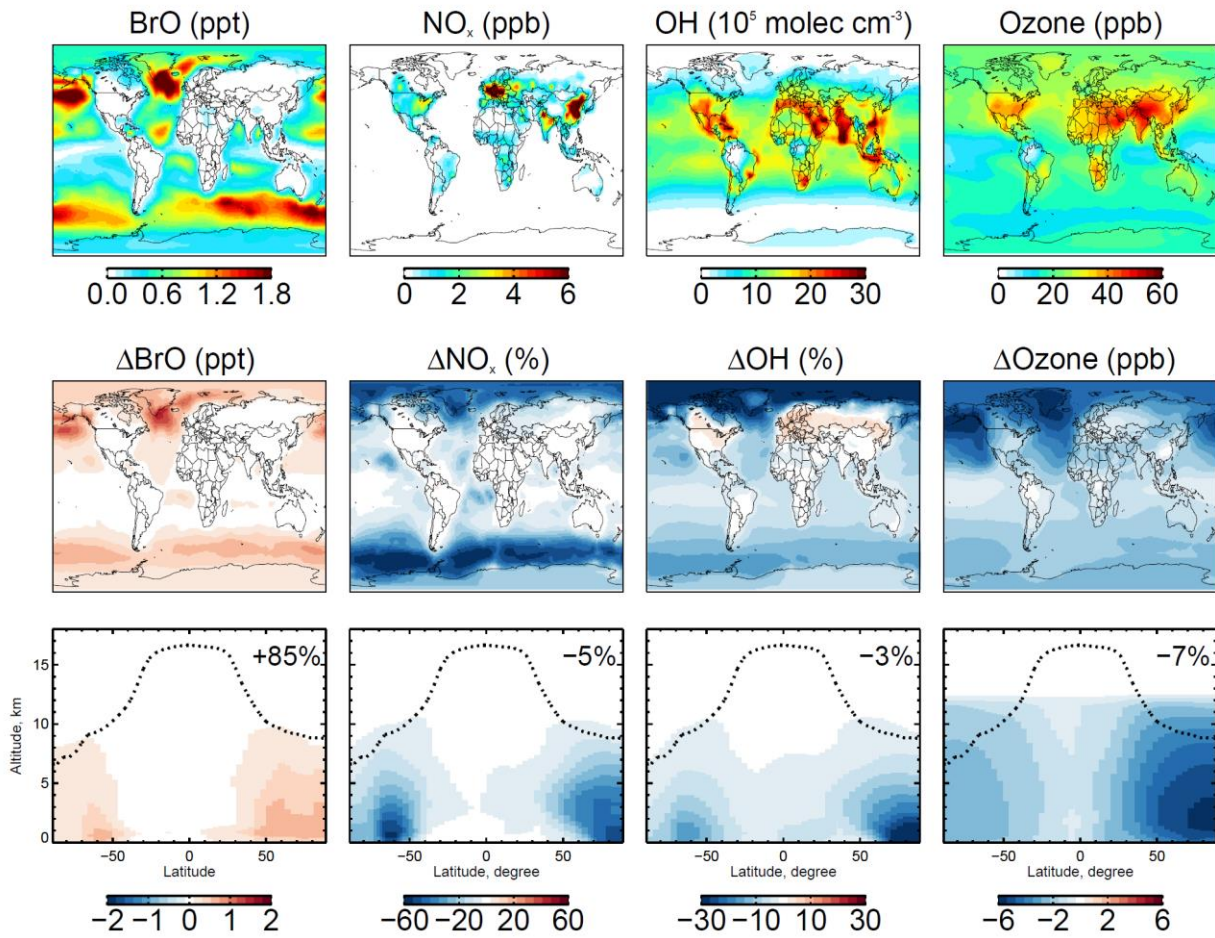 BrO (ppt) NOx (ppb) OH (10⁵ molec cm⁻³) Ozone (ppb)
0.0 0.6 1.2 1.8 0 2 4 6 0 10 20 30 0 20 40 60
ΔBrO (ppt) ΔNOx (%) ΔOH (%) ΔOzone (ppb)
+85% −5% −3% −7%
15
10
5
0
Altitude, km
−50 0 50 −50 0 50 −50 0 50 −50 0 50
Latitude Latitude, degree Latitude, degree Latitude, degree
−2 −1 0 1 2 −60 −20 20 60 −30 −10 10 30 −6 −2 2 6